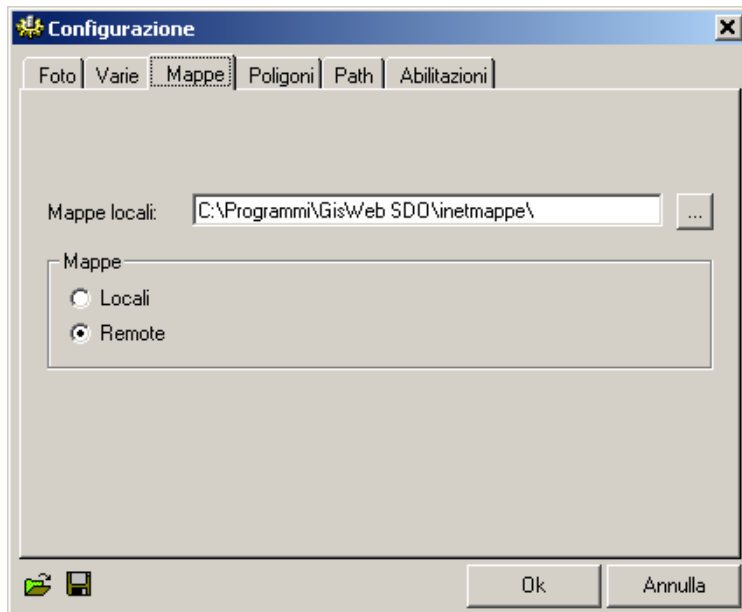 Configurazione
Foto Varie Mappe Poligoni Path Abilitazioni
Mappe locali: C:\Programmi\GisWeb SDO\inetmappe\ ...
Mappe
Locali
Remote
Ok Annulla